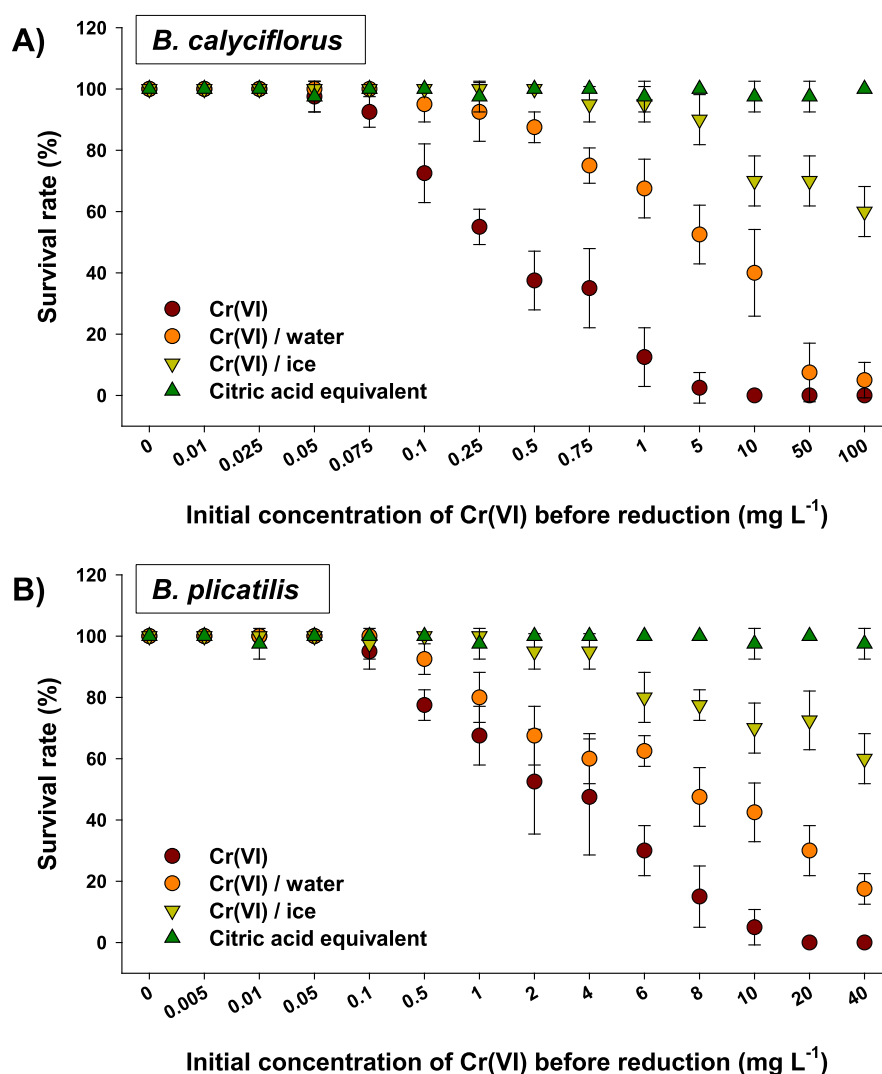 A)
B. calyciflorus
120
100
80
60
40
20
0
Survival rate (%)
Cr(VI)
Cr(VI) / water
Cr(VI) / ice
Citric acid equivalent
0 0.01 0.025 0.05 0.075 0.1 0.25 0.5 0.75 1 5 10 50 100
Initial concentration of Cr(VI) before reduction (mg L⁻¹)
B)
B. plicatilis
120
100
80
60
40
20
0
Survival rate (%)
Cr(VI)
Cr(VI) / water
Cr(VI) / ice
Citric acid equivalent
0 0.005 0.01 0.05 0.1 0.5 1 2 4 6 8 10 20 40
Initial concentration of Cr(VI) before reduction (mg L⁻¹)